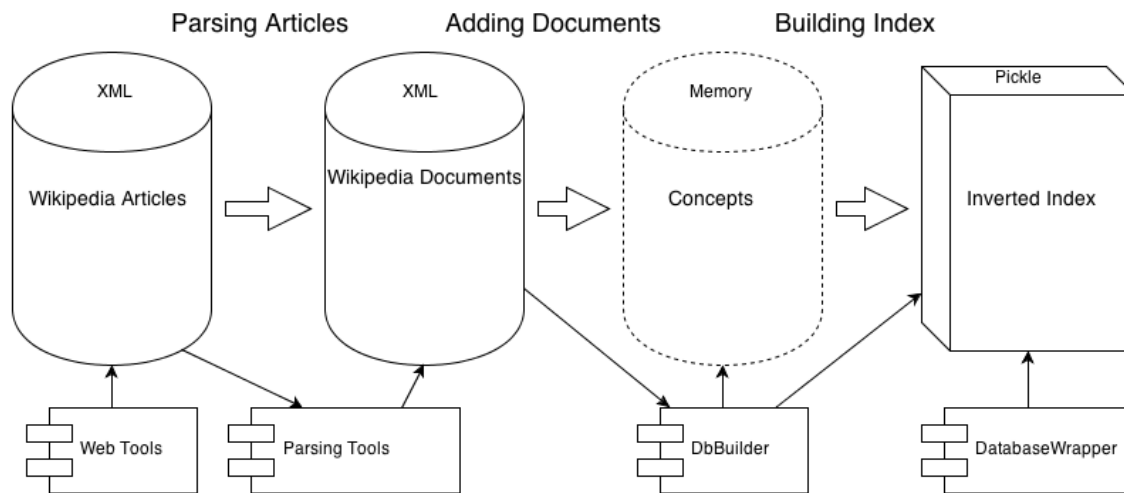 Parsing Articles
Adding Documents
Building Index
XML
XML
Memory
Pickle
Wikipedia Articles
Wikipedia Documents
Concepts
Inverted Index
Web Tools
Parsing Tools
DbBuilder
DatabaseWrapper